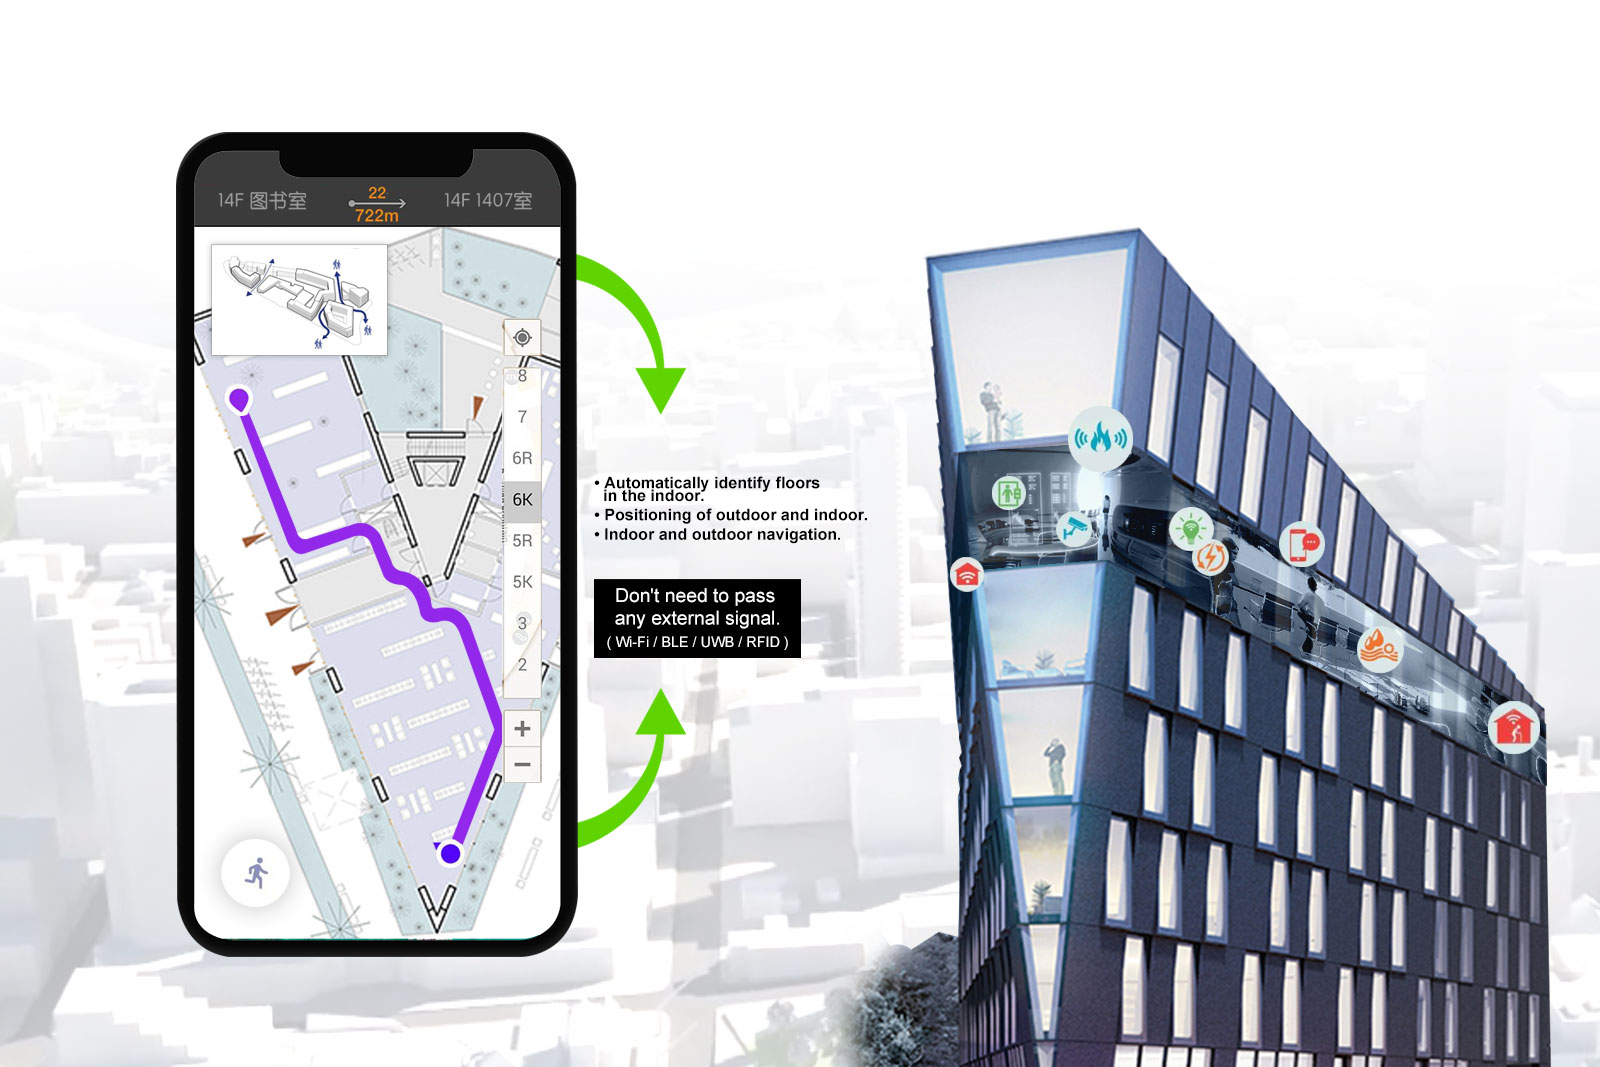 14F 图书室
22
722m
14F 1407室
8
7
6R
6K
5R
5K
3
2
+
−
• Automatically identify floors
in the indoor.
• Positioning of outdoor and indoor.
• Indoor and outdoor navigation.
Don't need to pass
any external signal.
( Wi-Fi / BLE / UWB / RFID )